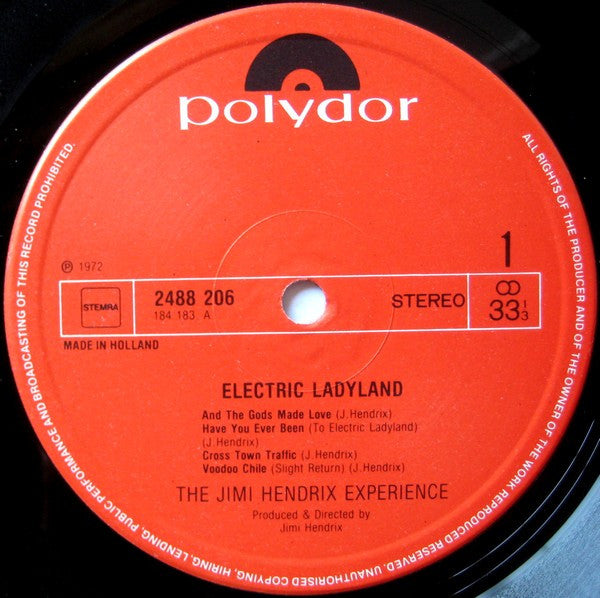 polydor
℗ 1972
1
STEMRA
2488 206
184 183 A
STEREO
33 1/3
MADE IN HOLLAND
ELECTRIC LADYLAND
And The Gods Made Love (J. Hendrix)
Have You Ever Been (To Electric Ladyland)
(J. Hendrix)
Cross Town Traffic (J. Hendrix)
Voodoo Chile (Slight Return) (J. Hendrix)
THE JIMI HENDRIX EXPERIENCE
Produced & Directed by
Jimi Hendrix
ALL RIGHTS OF THE PRODUCER AND OF THE OWNER OF THE WORK REPRODUCED RESERVED. UNAUTHORISED COPYING, HIRING, LENDING, PUBLIC PERFORMANCE AND BROADCASTING OF THIS RECORD PROHIBITED.